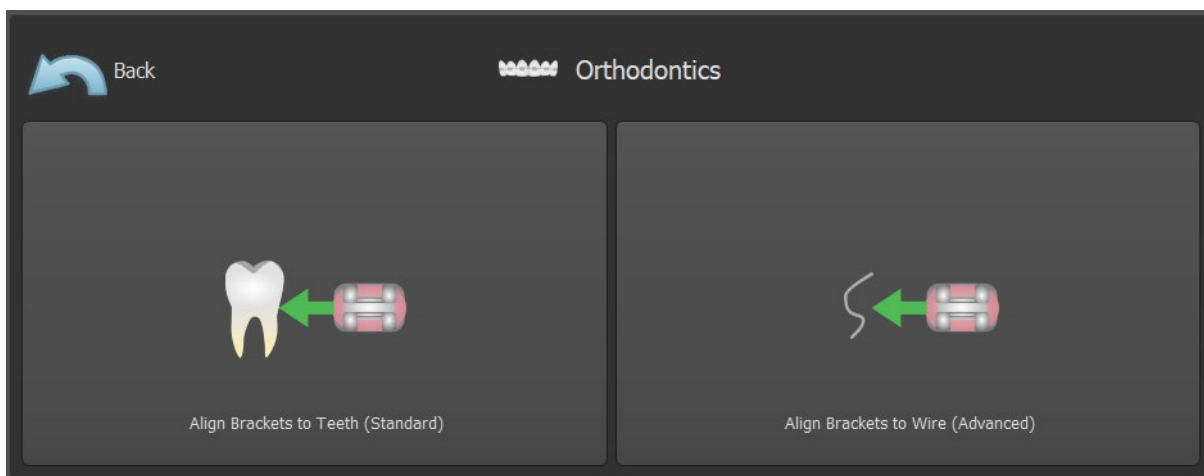 Back
Orthodontics
Align Brackets to Teeth (Standard)
Align Brackets to Wire (Advanced)